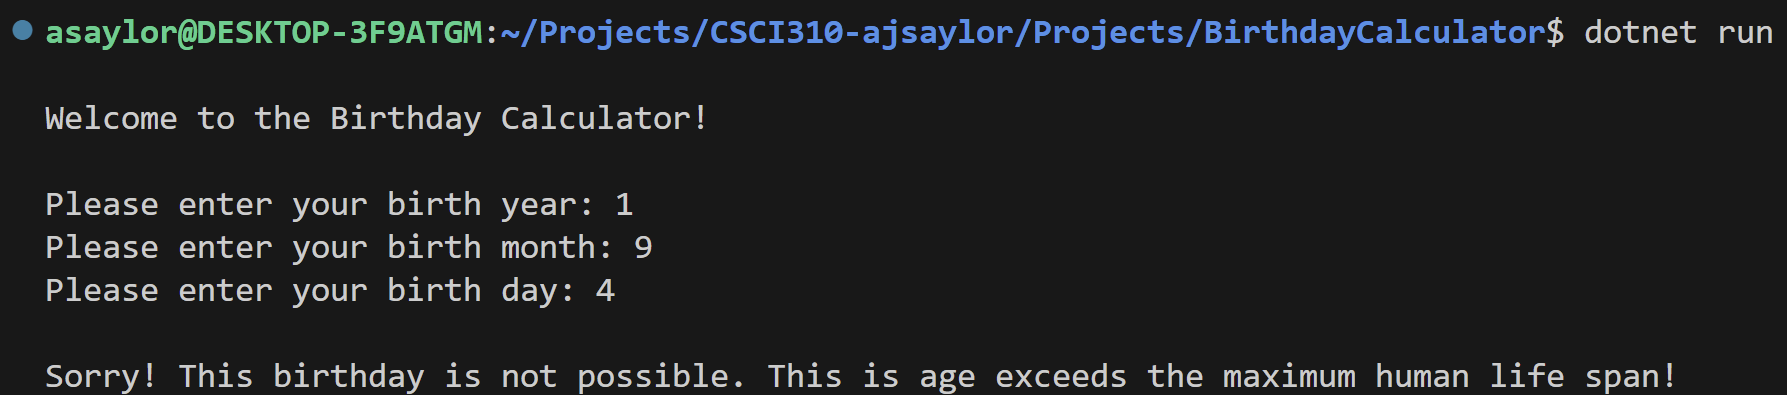 asaylor@DESKTOP-3F9ATGM:~/Projects/CSCI310-ajsaylor/Projects/BirthdayCalculator$ dotnet run
Welcome to the Birthday Calculator!
Please enter your birth year: 1
Please enter your birth month: 9
Please enter your birth day: 4
Sorry! This birthday is not possible. This is age exceeds the maximum human life span!